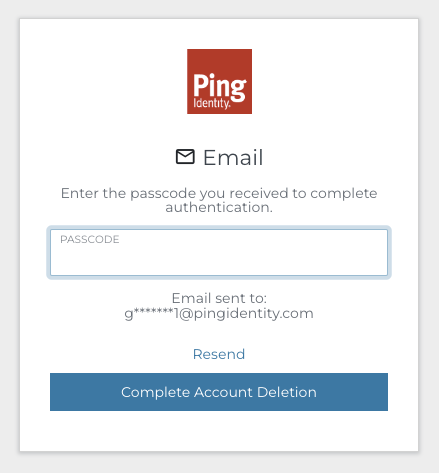 Ping
Identity.
Email
Enter the passcode you received to complete
authentication.
PASSCODE
Email sent to:
g*******1@pingidentity.com
Resend
Complete Account Deletion